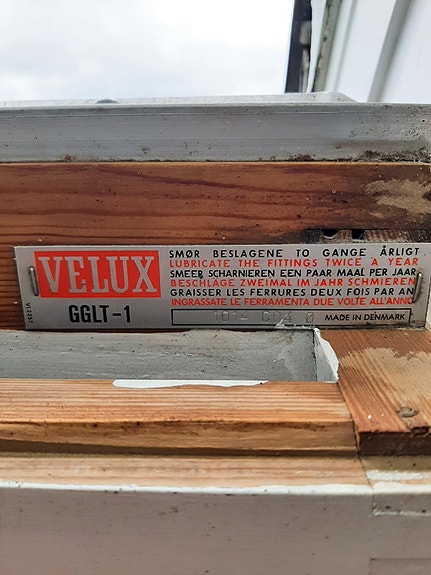 VELUX
GGLT-1
SMØR BESLAGENE TO GANGE ÅRLIGT
LUBRICATE THE FITTINGS TWICE A YEAR
SMEER SCHARNIEREN EEN PAAR MAAL PER JAAR
BESCHLAGE ZWEIMAL IM JAHR SCHMIEREN
GRAISSER LES FERRURES DEUX FOIS PAR AN
INGRASSATE LE FERRAMENTA DUE VOLTE ALL'ANNO
MADE IN DENMARK